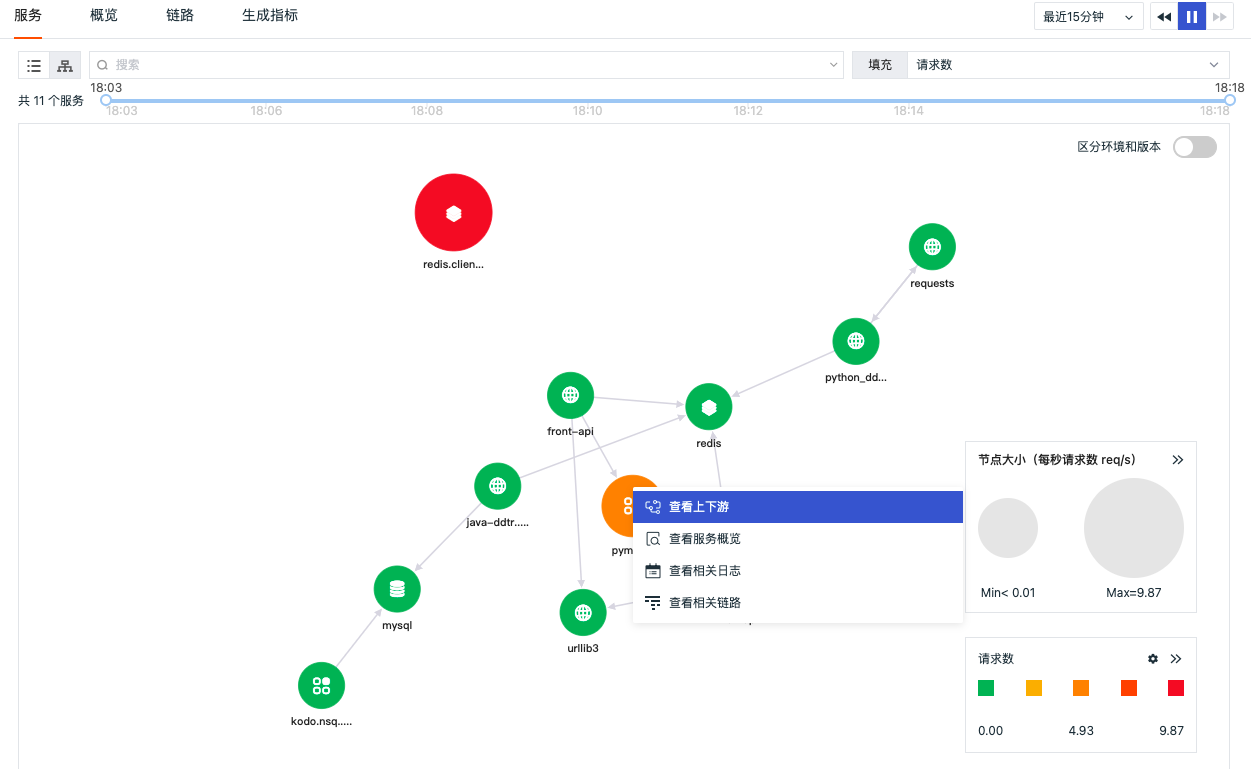 服务 概览 链路 生成指标 最近15分钟
搜索 填充 请求数
18:03 18:18
共 11 个服务
18:03 18:06 18:08 18:10 18:12 18:14 18:18
区分环境和版本
redis.clien...
requests
python_dd...
front-api
redis
节点大小（每秒请求数 req/s）
查看上下游
java-ddtr.....
查看服务概览
pym
查看相关日志
Min< 0.01 Max=9.87
查看相关链路
mysql
urllib3
请求数
kodo.nsq.....
0.00 4.93 9.87